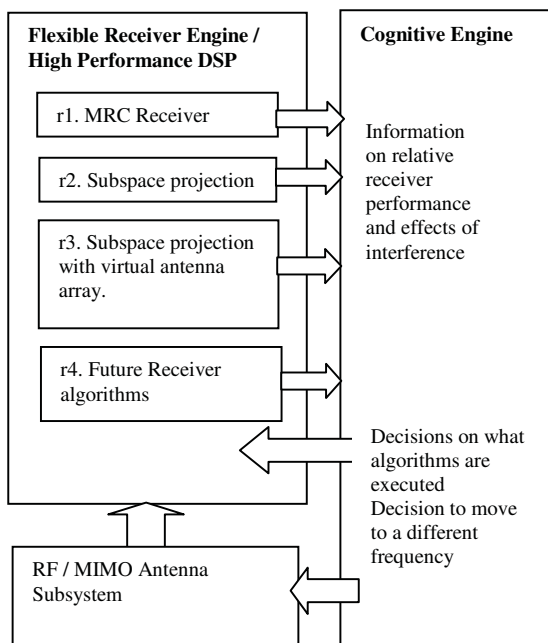 Flexible Receiver Engine /
High Performance DSP
r1. MRC Receiver
r2. Subspace projection
r3. Subspace projection
with virtual antenna
array.
r4. Future Receiver
algorithms
RF / MIMO Antenna
Subsystem
Cognitive Engine
Information
on relative
receiver
performance
and effects of
interference
Decisions on what
algorithms are
executed
Decision to move
to a different
frequency